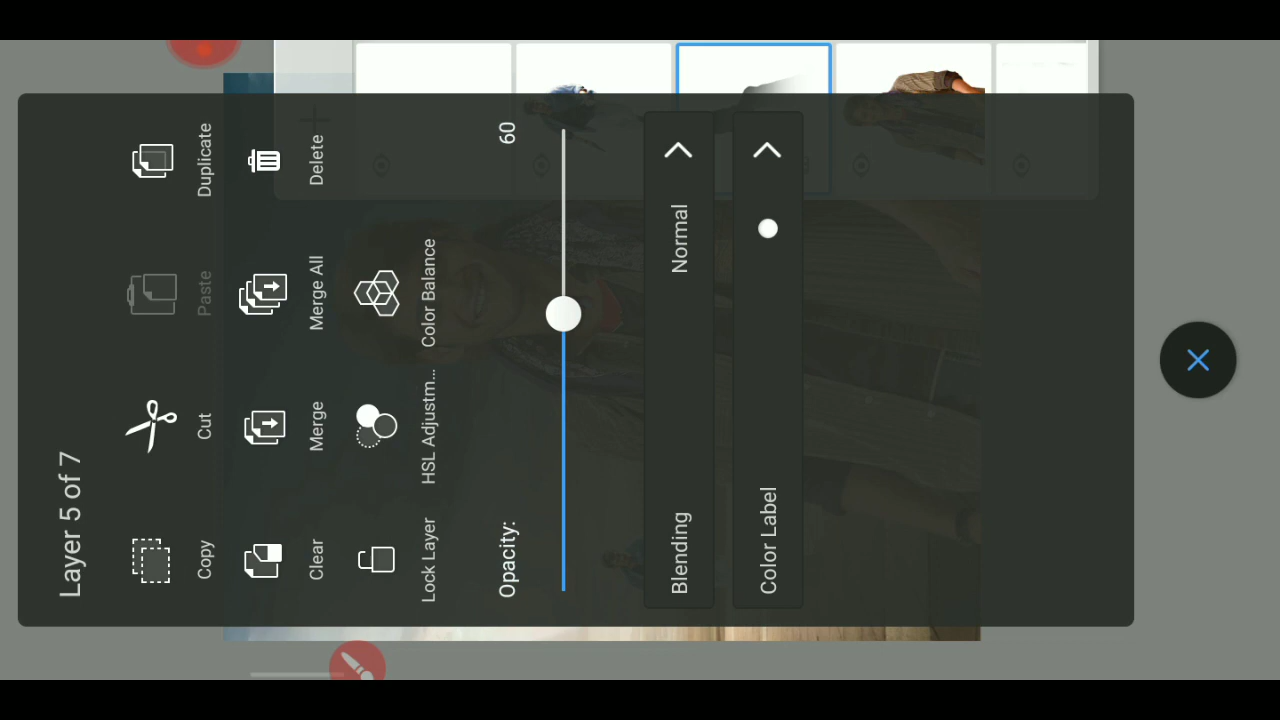 Layer 5 of 7
Copy
Cut
Paste
Duplicate
Clear
Merge
Merge All
Delete
Lock Layer
HSL Adjustm...
Color Balance
Opacity:
60
Blending
Normal
Color Label